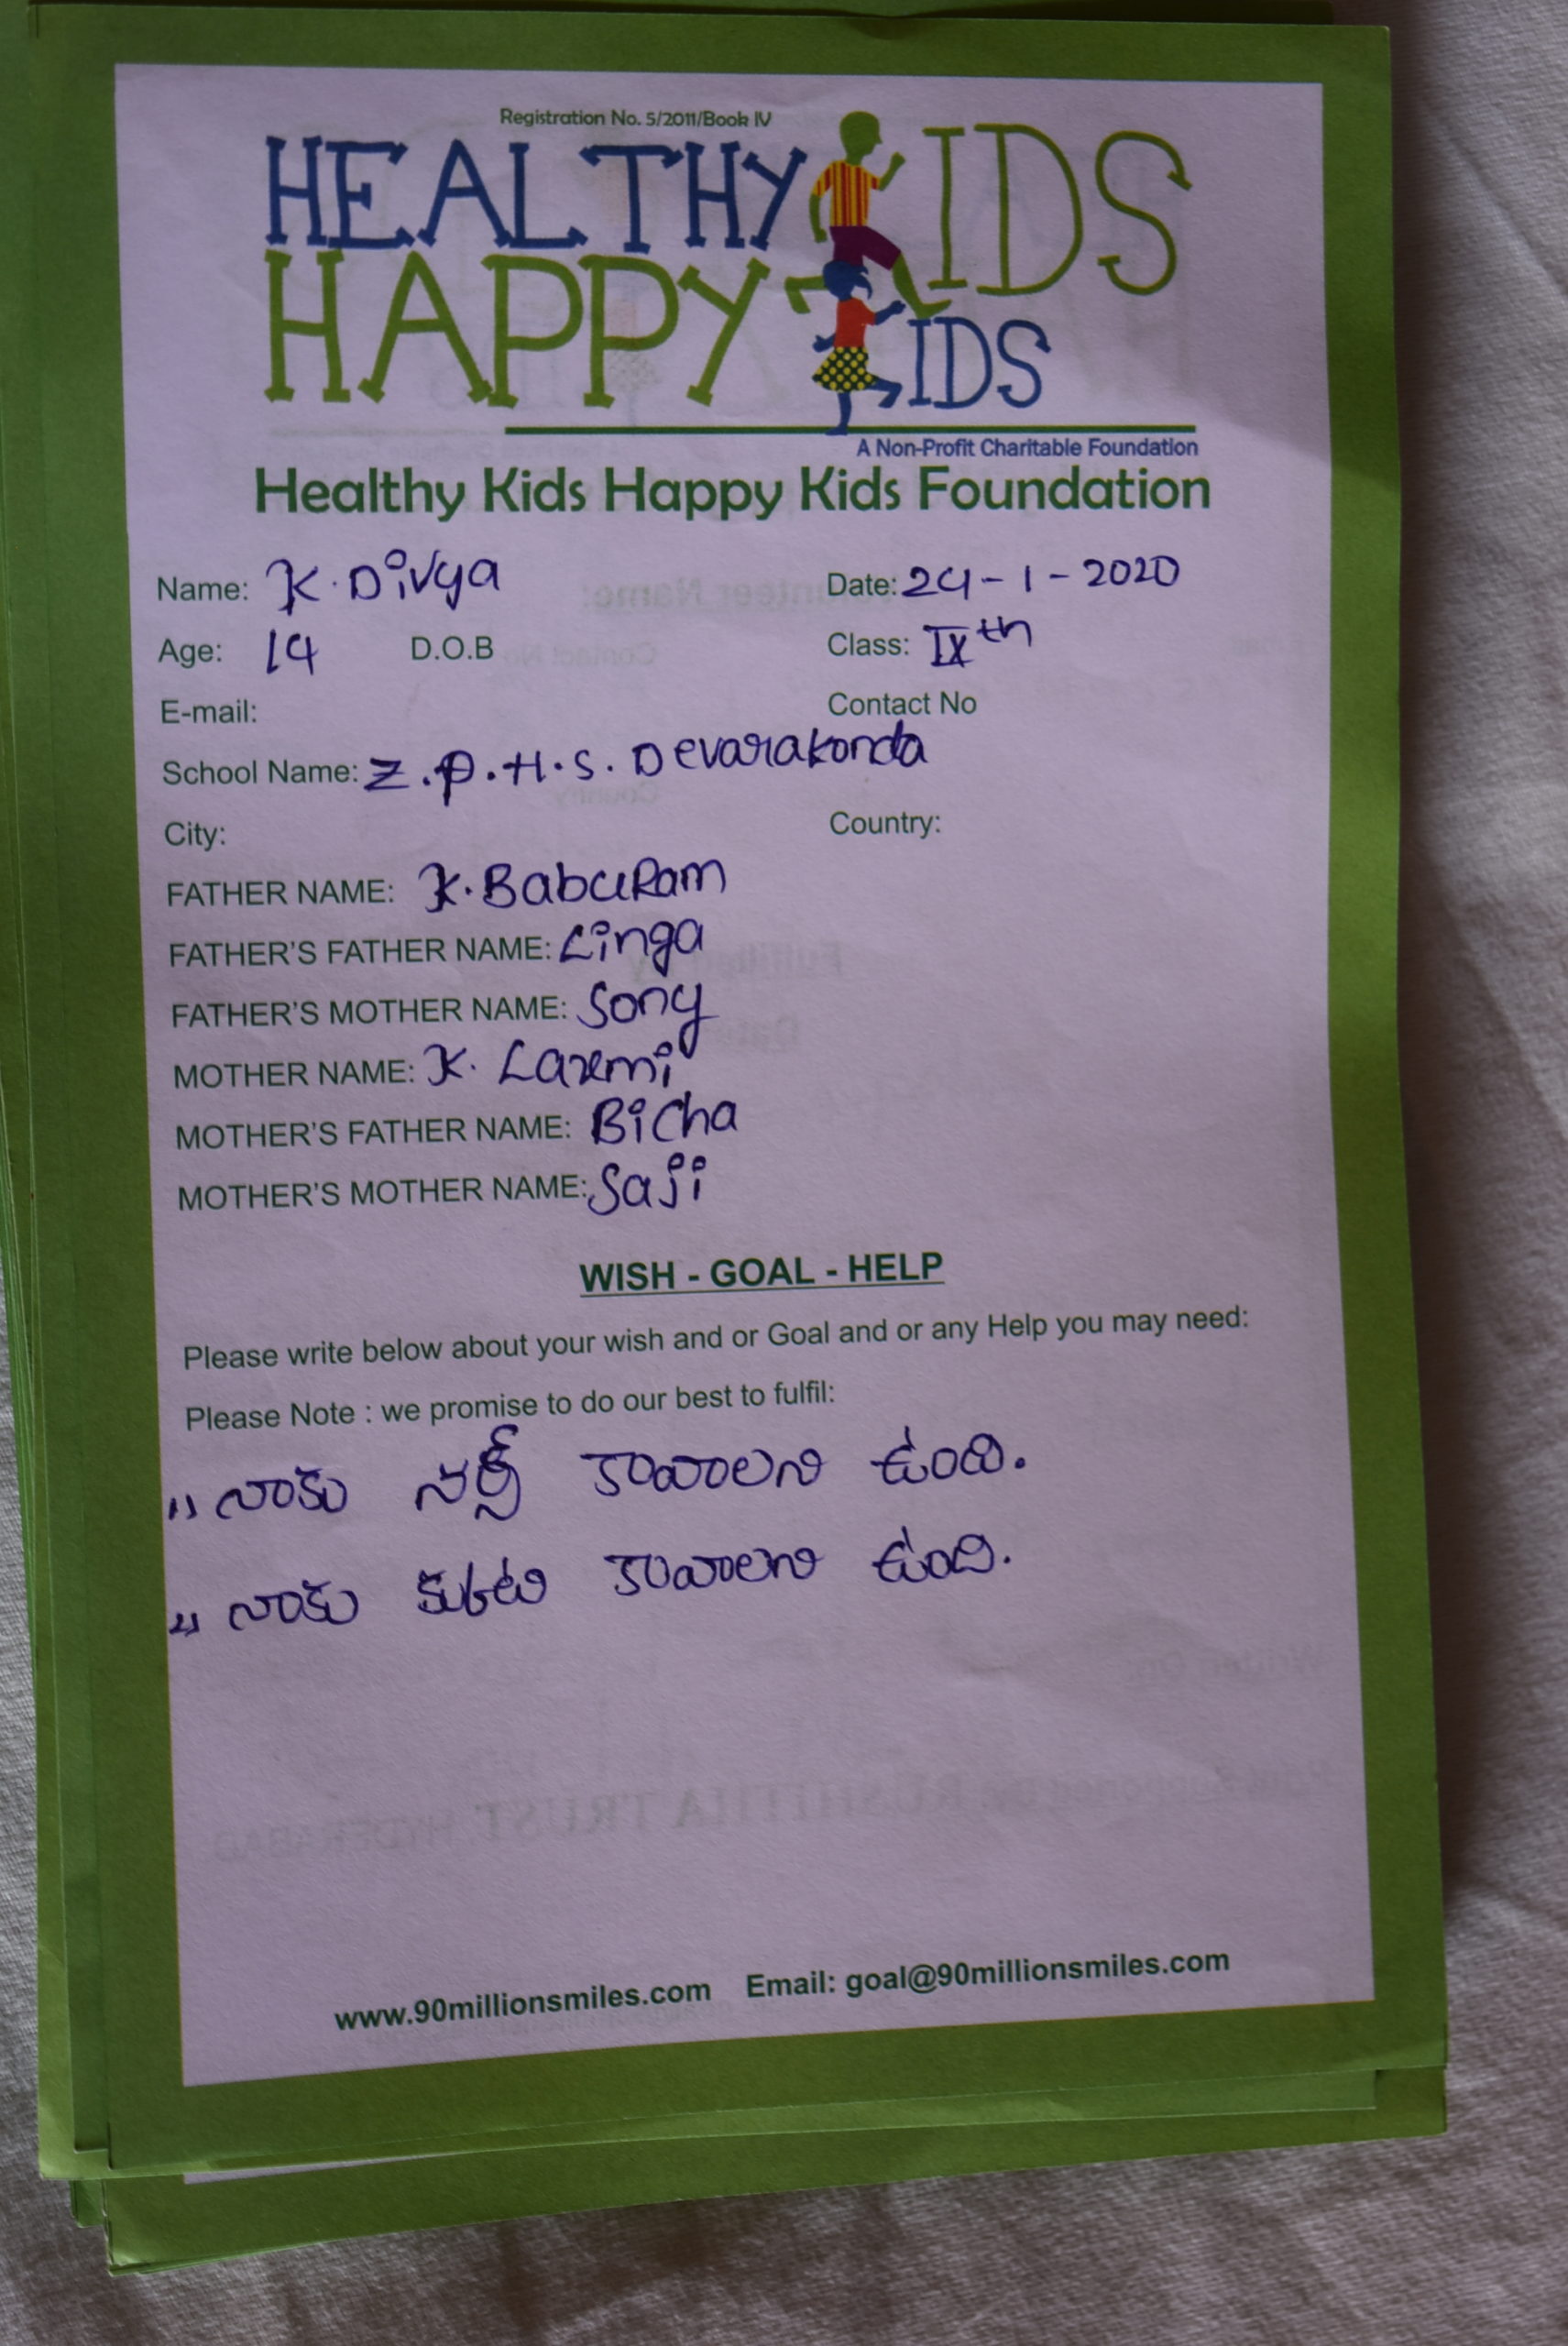 Registration No. 5/2011/Book IV
HEALTHY KIDS
HAPPY KIDS
A Non-Profit Charitable Foundation
Healthy Kids Happy Kids Foundation
Name: K. Divya Date: 24-1-2020
Age: 14 D.O.B Class: IXth
E-mail: Contact No
School Name: Z.P.H.S. Devarakonda
City: Country:
FATHER NAME: K. BabuRam
FATHER'S FATHER NAME: Linga
FATHER'S MOTHER NAME: Sony
MOTHER NAME: K. Laxmi
MOTHER'S FATHER NAME: Bicha
MOTHER'S MOTHER NAME: Saji
WISH - GOAL - HELP
Please write below about your wish and or Goal and or any Help you may need:
Please Note : we promise to do our best to fulfil:
" నాకు నర్స్ కావాలని ఉంది.
" నాకు కావాలని ఉంది.
www.90millionsmiles.com Email: goal@90millionsmiles.com